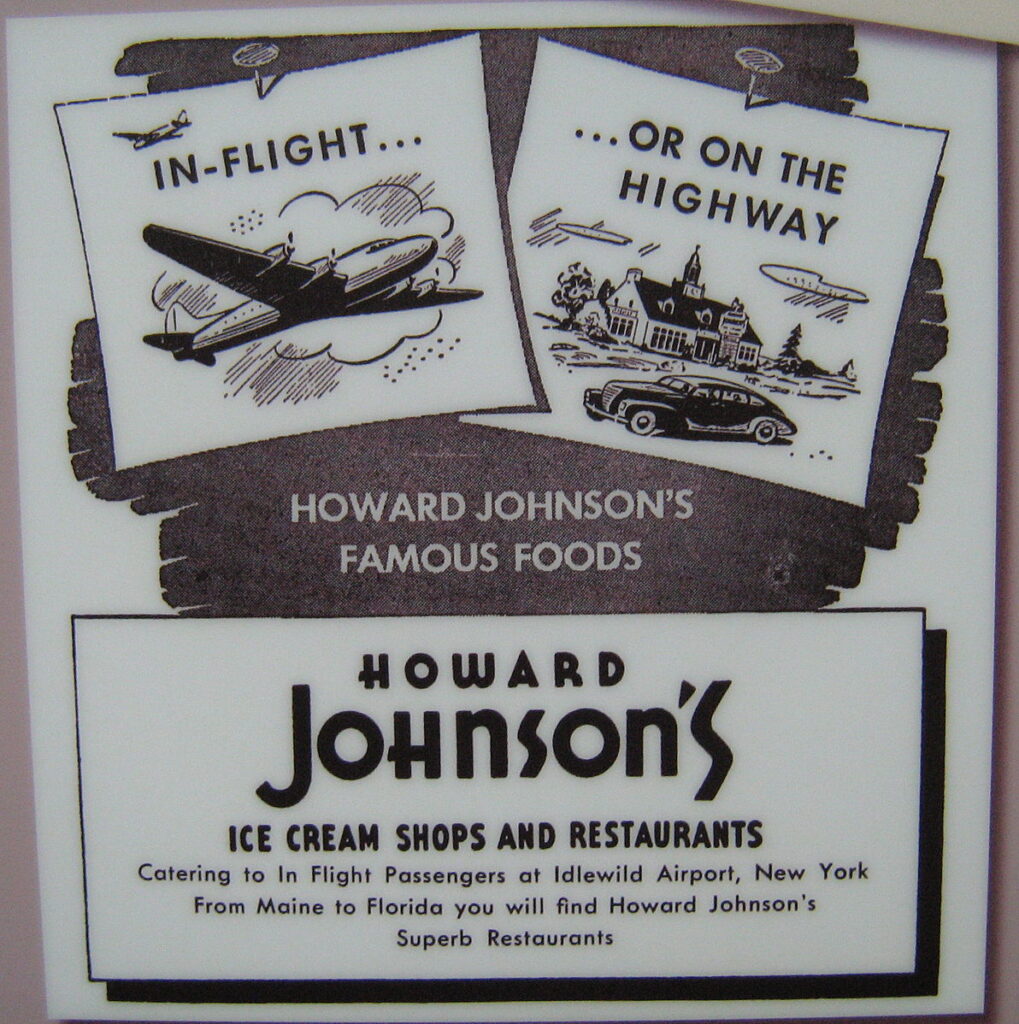 IN-FLIGHT...
...OR ON THE
HIGHWAY
HOWARD JOHNSON'S
FAMOUS FOODS
HOWARD
JOHNSON'S
ICE CREAM SHOPS AND RESTAURANTS
Catering to In Flight Passengers at Idlewild Airport, New York
From Maine to Florida you will find Howard Johnson's
Superb Restaurants